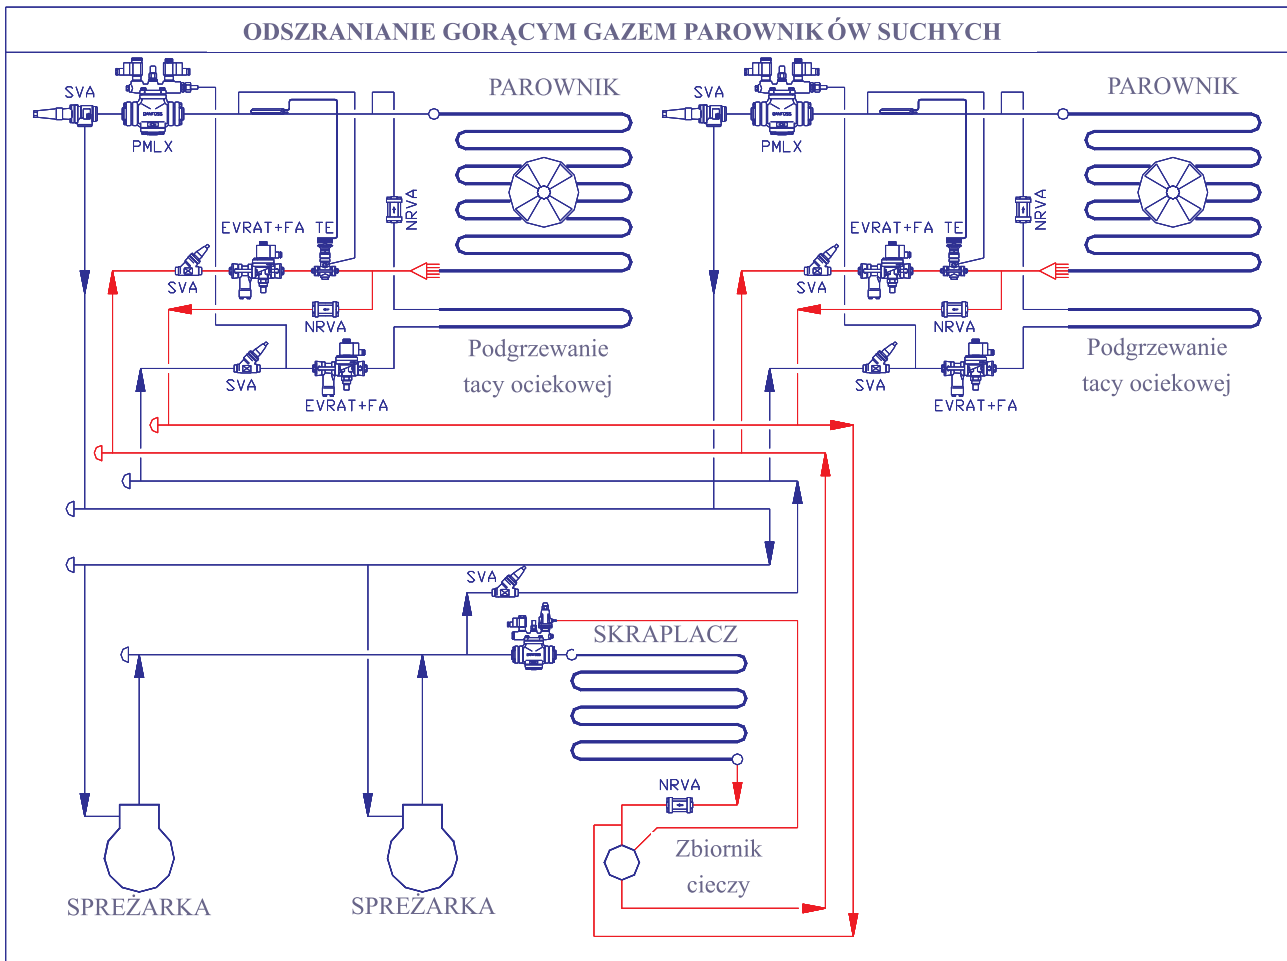 ODSZRANIANIE GORĄCYM GAZEM PAROWNIKÓW SUCHYCH
SVA
PAROWNIK
PMLX
NRVA
EVRAT+FA TE
SVA
NRVA
Podgrzewanie
tacy ociekowej
SVA
EVRAT+FA
SVA
PAROWNIK
PMLX
NRVA
EVRAT+FA TE
SVA
NRVA
Podgrzewanie
tacy ociekowej
SVA
EVRAT+FA
SVA
SKRAPLACZ
NRVA
Zbiornik
cieczy
SPREŻARKA
SPREŻARKA